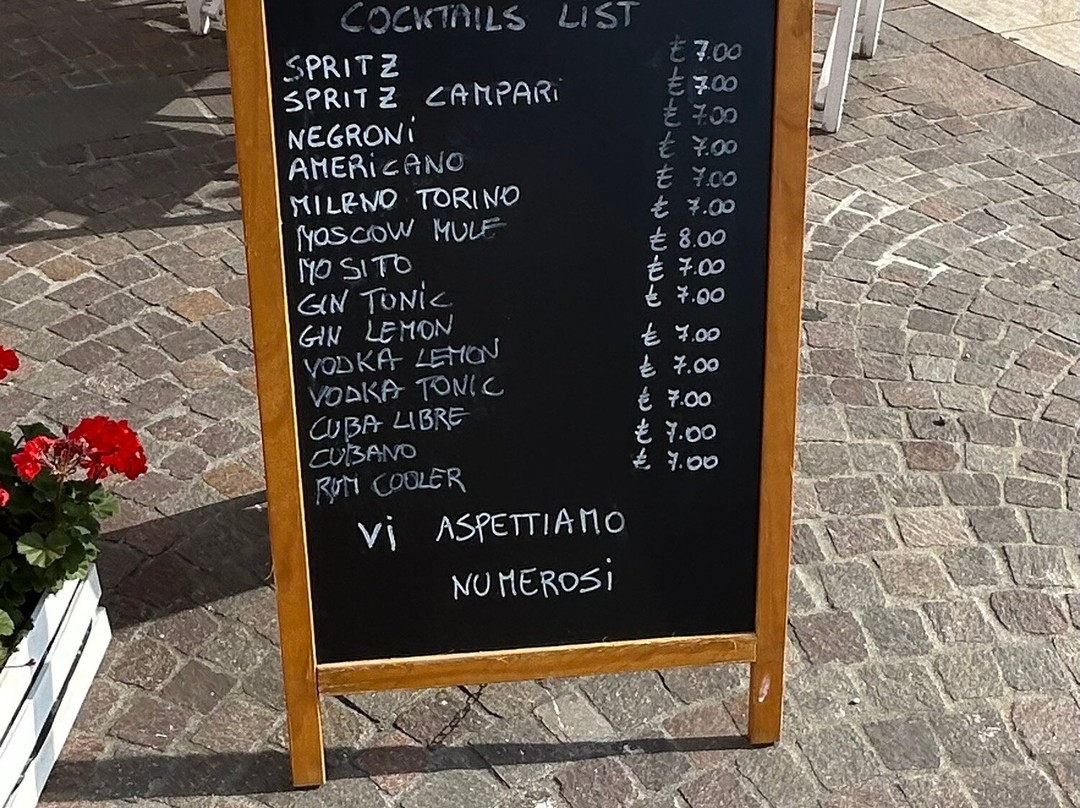 COCKTAILS LIST
SPRITZ € 7.00
SPRITZ CAMPARi € 7.00
NEGRONi € 7.00
AMERiCANO € 7.00
MILANO TORINO € 7.00
MOSCOW MULE € 7.00
MOSITO € 8.00
GIN TONIC € 7.00
GIN LEMON € 7.00
VODKA LEMON € 7.00
VODKA TONIC € 7.00
CUBA LIBRE € 7.00
CUBANO € 7.00
RUM COOLER € 7.00
Vi ASPETTIAMO
NUMEROSi